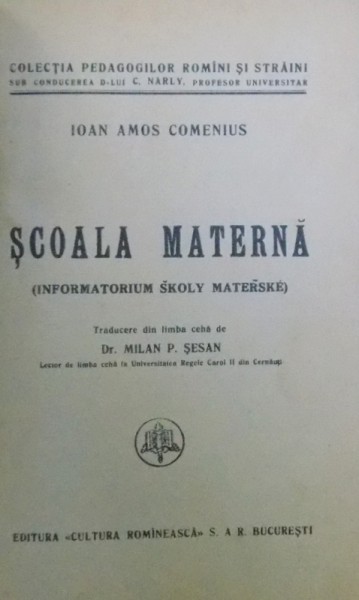 COLECȚIA PEDAGOGILOR ROMÎNI ȘI STRĂINI
SUB CONDUCEREA D-LUI C. NARLY, PROFESOR UNIVERSITAR
IOAN AMOS COMENIUS
ȘCOALA MATERNĂ
(INFORMATORIUM ŠKOLY MATEŘSKÉ)
Traducere din limba cehă de
Dr. MILAN P. ȘESAN
Lector de limba cehă la Universitatea Regele Carol II din Cernăuți
EDITURA «CULTURA ROMÎNEASCĂ» S. A R. BUCUREȘTI